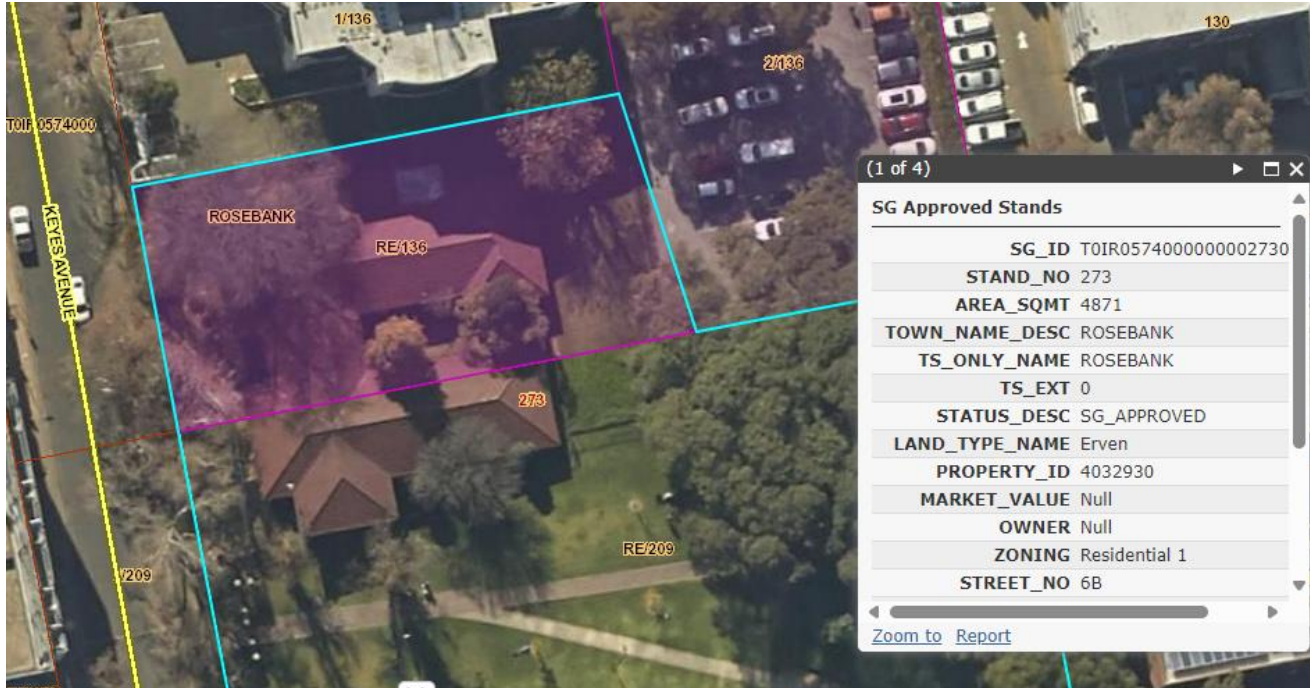 1/136
130
2/136
T0IR0574000
KEYES AVENUE
ROSEBANK
RE/136
273
RE/209
/209
(1 of 4)
SG Approved Stands
SG_ID T0IR0574000000002730
STAND_NO 273
AREA_SQMT 4871
TOWN_NAME_DESC ROSEBANK
TS_ONLY_NAME ROSEBANK
TS_EXT 0
STATUS_DESC SG_APPROVED
LAND_TYPE_NAME Erven
PROPERTY_ID 4032930
MARKET_VALUE Null
OWNER Null
ZONING Residential 1
STREET_NO 6B
Zoom to Report